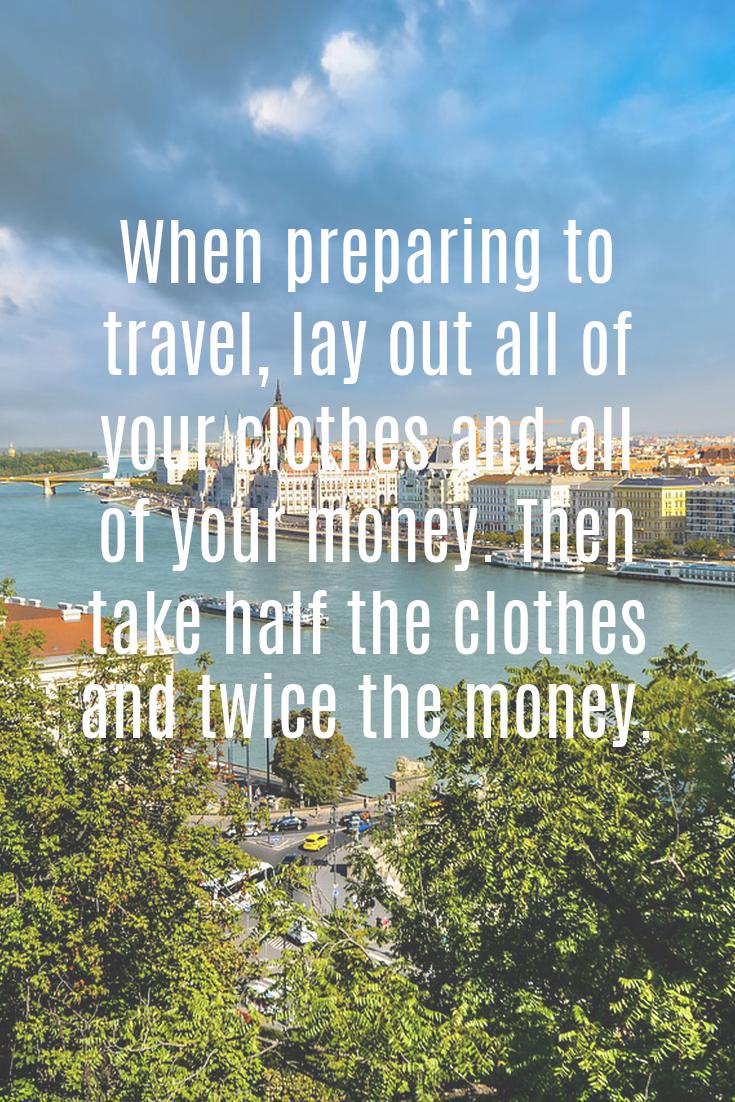 When preparing to
travel, lay out all of
your clothes and all
of your money. Then
take half the clothes
and twice the money.